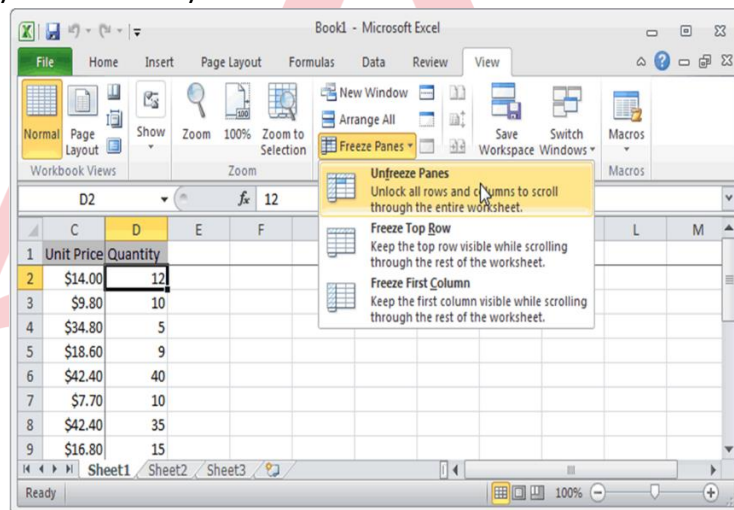 Book1 - Microsoft Excel
File Home Insert Page Layout Formulas Data Review View
Normal Page Layout Show Zoom 100% Zoom to Selection New Window Arrange All Freeze Panes Save Workspace Switch Windows Macros
Workbook Views Zoom Macros
D2 fx 12
Unfreeze Panes
Unlock all rows and columns to scroll
through the entire worksheet.
Freeze Top Row
Keep the top row visible while scrolling
through the rest of the worksheet.
Freeze First Column
Keep the first column visible while scrolling
through the rest of the worksheet.
C D E F L M
1 Unit Price Quantity
2 $14.00 12
3 $9.80 10
4 $34.80 5
5 $18.60 9
6 $42.40 40
7 $7.70 10
8 $42.40 35
9 $16.80 15
Sheet1 Sheet2 Sheet3
Ready 100%